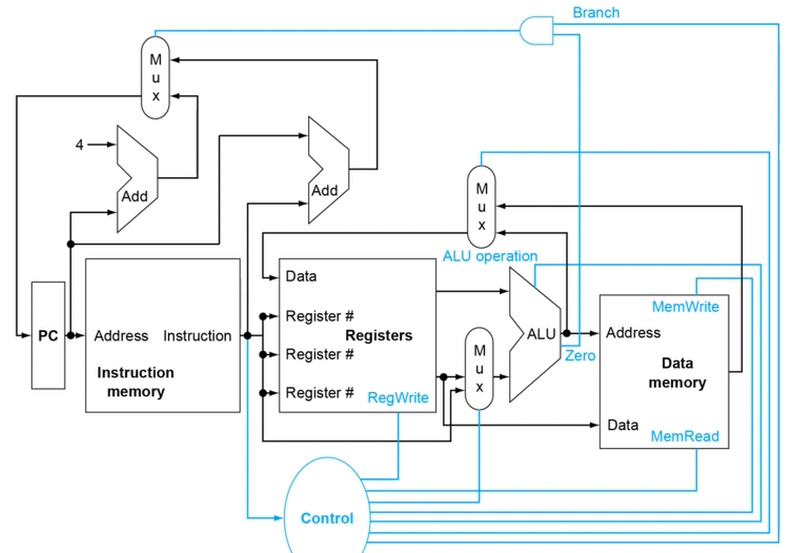 Branch
M
u
x
4
Add
Add
M
u
x
ALU operation
Data
PC
Address
Instruction
Instruction
memory
Register #
Registers
Register #
Register #
RegWrite
M
u
x
ALU
Zero
MemWrite
Address
Data
memory
Data
MemRead
Control